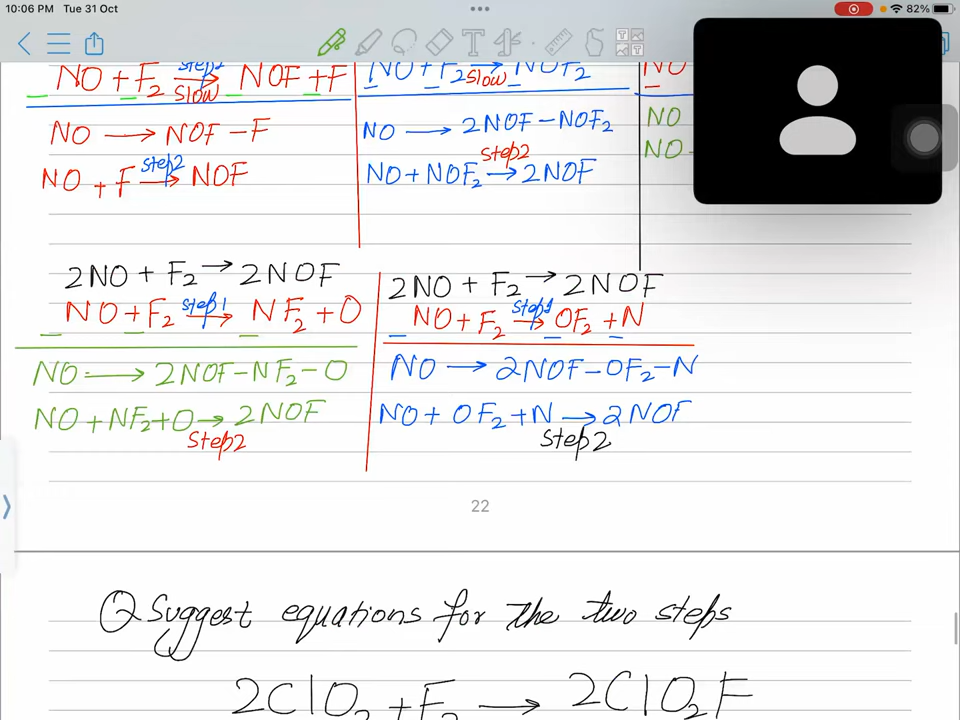 10:06 PM Tue 31 Oct
82%
NO + F₂ →step1 slow NOF + F
NO → NOF - F
NO + F →step2 NOF
NO + F₂ → slow NOF₂
NO → 2NOF - NOF₂
step2
NO + NOF₂ → 2NOF
NO
NO
NO
2NO + F₂ → 2NOF
NO + F₂ →step1 NF₂ + O
NO → 2NOF - NF₂ - O
NO + NF₂ + O → 2NOF
Step2
2NO + F₂ → 2NOF
NO + F₂ →step1 OF₂ + N
NO → 2NOF - OF₂ - N
NO + OF₂ + N → 2NOF
Step2
22
Q Suggest equations for the two steps
2ClO₂ + F₂ → 2ClO₂F